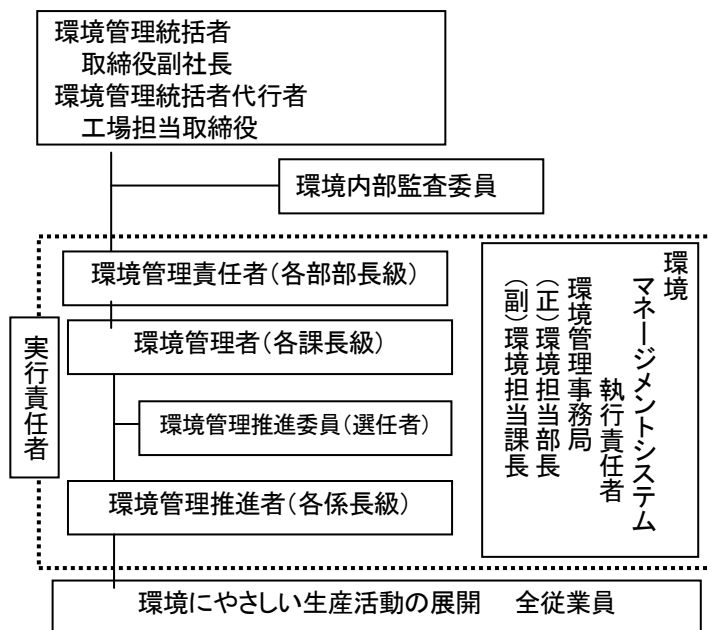 環境管理統括者
取締役副社長
環境管理統括者代行者
工場担当取締役
環境内部監査委員
環境管理責任者(各部部長級)
環境管理者(各課長級)
環境管理推進委員(選任者)
環境管理推進者(各係長級)
実行責任者
環境
マネージメントシステム
執行責任者
環境管理事務局
(正)環境担当部長
(副)環境担当課長
環境にやさしい生産活動の展開 全従業員